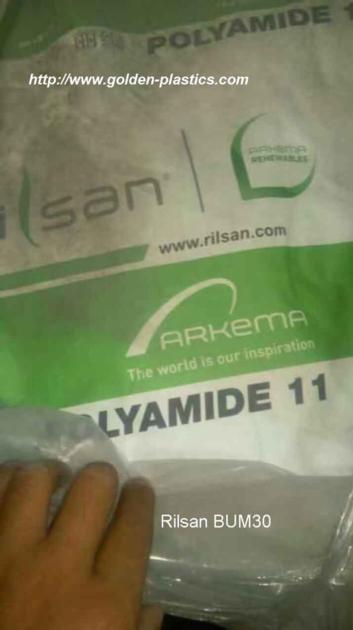 POLYAMIDE 1
http://www.golden-plastics.com
ilsan®
ARKEMA
RENEWABLES
www.rilsan.com
ARKEMA
The world is our inspiration
POLYAMIDE 11
Rilsan BUM30